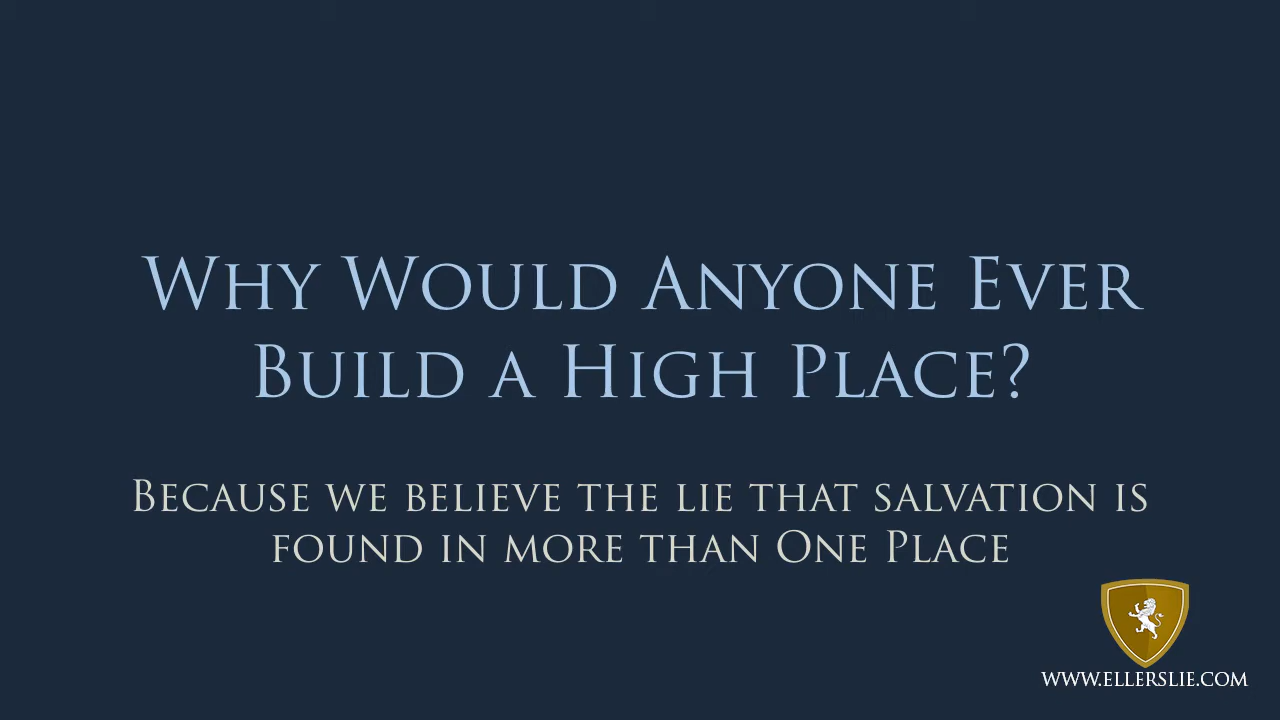 Why Would Anyone Ever
Build a High Place?
Because we believe the lie that salvation is
found in more than One Place
www.ellerslie.com